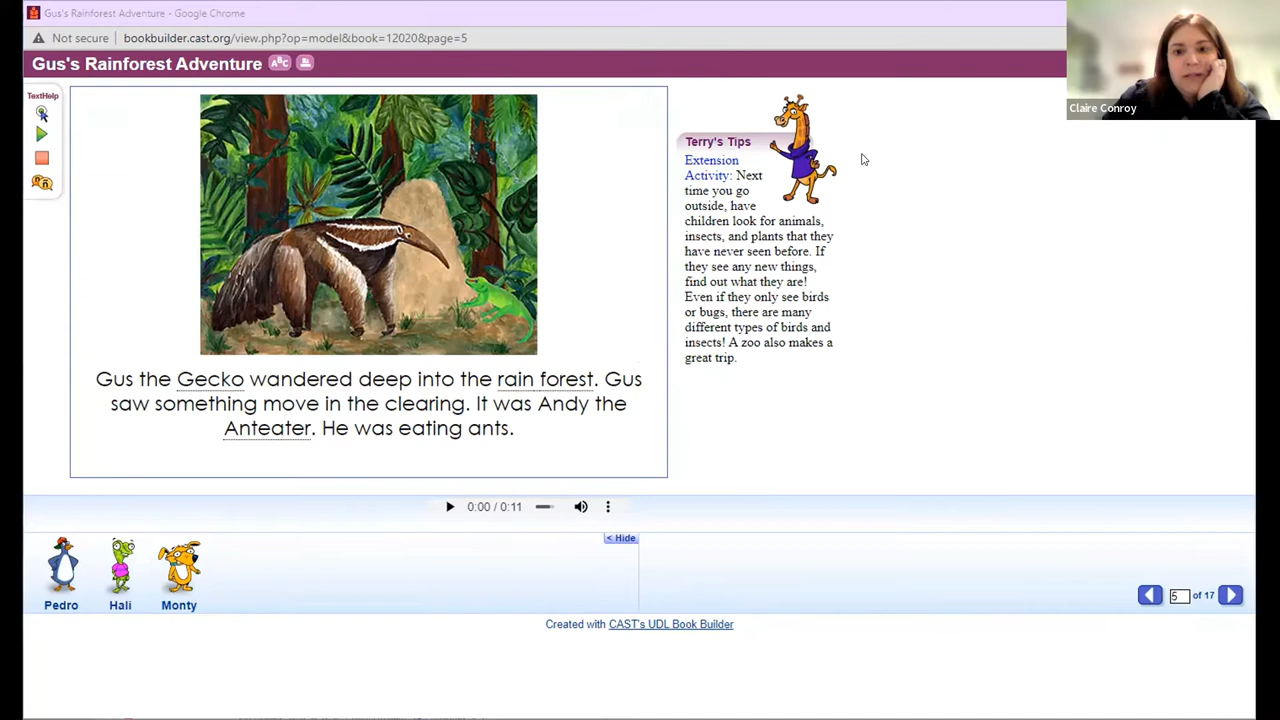 Gus's Rainforest Adventure - Google Chrome
Not secure bookbuilder.cast.org/view.php?op=model&book=12020&page=5
Gus's Rainforest Adventure ABC
Claire Conroy
TextHelp
Gus the Gecko wandered deep into the rain forest. Gus
saw something move in the clearing. It was Andy the
Anteater. He was eating ants.
Terry's Tips
Extension
Activity: Next
time you go
outside, have
children look for animals,
insects, and plants that they
have never seen before. If
they see any new things,
find out what they are!
Even if they only see birds
or bugs, there are many
different types of birds and
insects! A zoo also makes a
great trip.
0:00 / 0:11
< Hide
Pedro Hali Monty
5 of 17
Created with CAST's UDL Book Builder